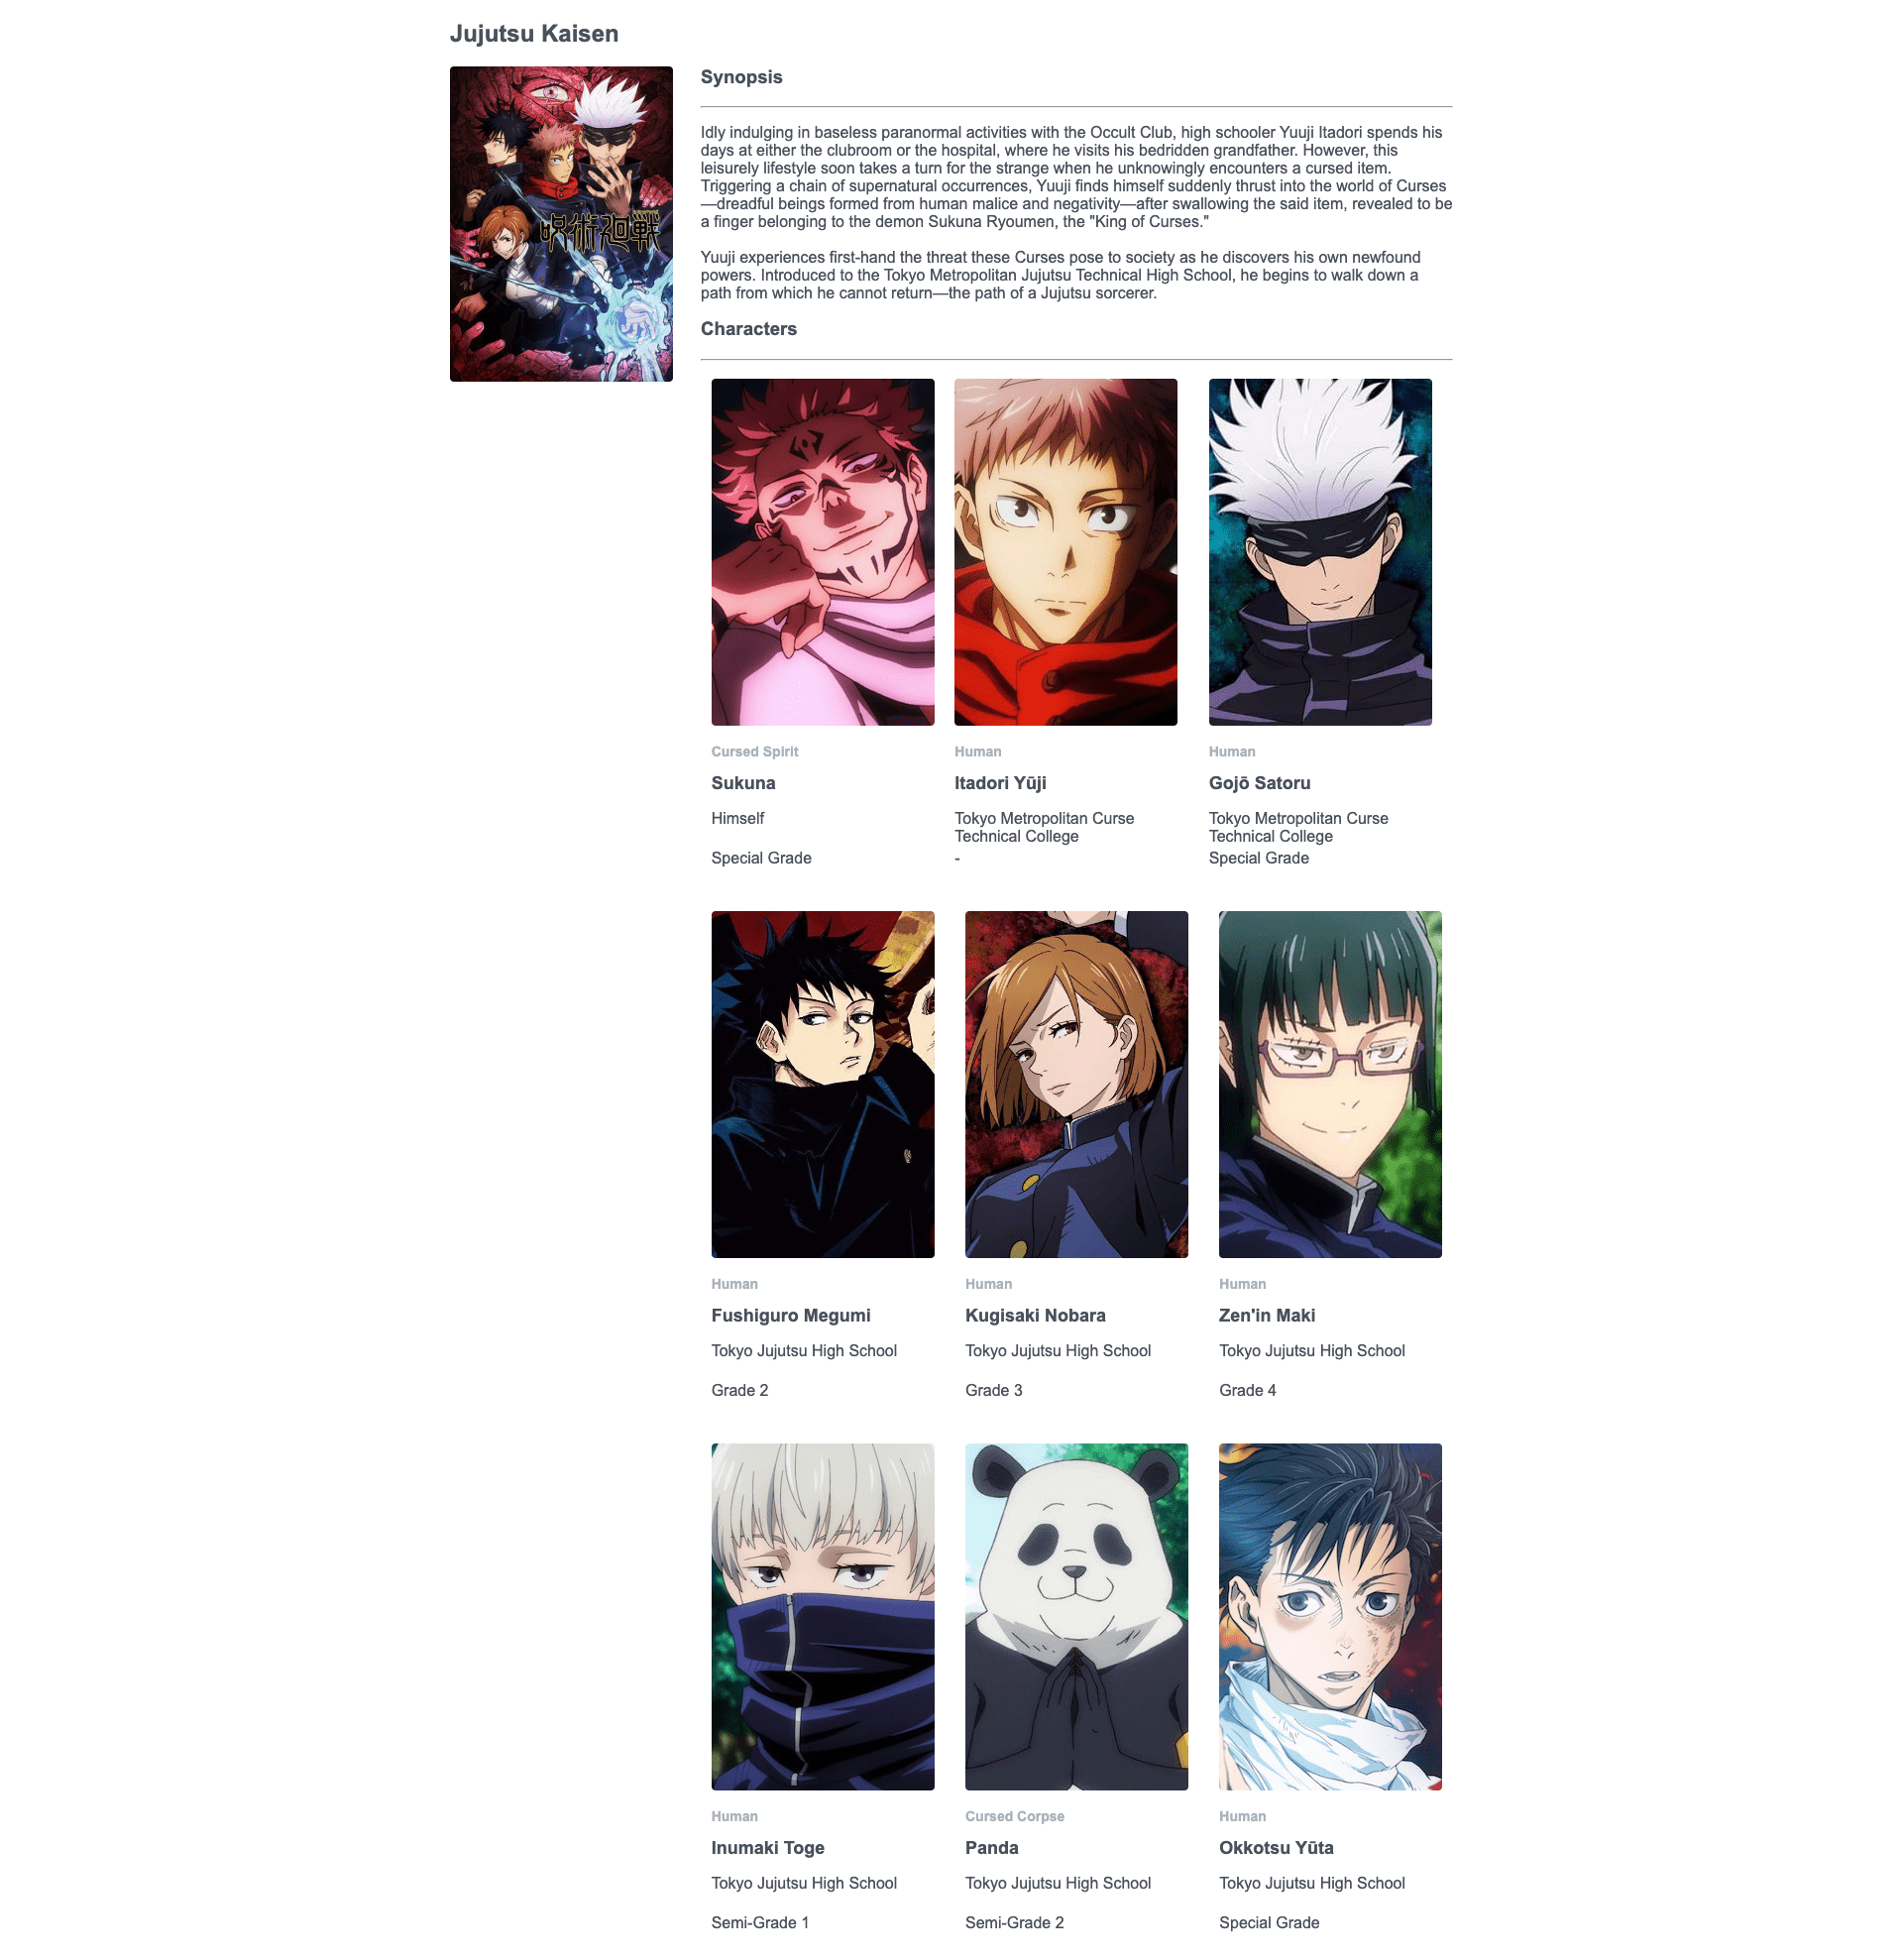 Jujutsu Kaisen
呪術廻戦
Synopsis
Idly indulging in baseless paranormal activities with the Occult Club, high schooler Yuuji Itadori spends his
days at either the clubroom or the hospital, where he visits his bedridden grandfather. However, this
leisurely lifestyle soon takes a turn for the strange when he unknowingly encounters a cursed item.
Triggering a chain of supernatural occurrences, Yuuji finds himself suddenly thrust into the world of Curses
—dreadful beings formed from human malice and negativity—after swallowing the said item, revealed to be
a finger belonging to the demon Sukuna Ryoumen, the "King of Curses."
Yuuji experiences first-hand the threat these Curses pose to society as he discovers his own newfound
powers. Introduced to the Tokyo Metropolitan Jujutsu Technical High School, he begins to walk down a
path from which he cannot return—the path of a Jujutsu sorcerer.
Characters
Cursed Spirit
Sukuna
Himself
Special Grade
Human
Itadori Yūji
Tokyo Metropolitan Curse
Technical College
-
Human
Gojō Satoru
Tokyo Metropolitan Curse
Technical College
Special Grade
Human
Fushiguro Megumi
Tokyo Jujutsu High School
Grade 2
Human
Kugisaki Nobara
Tokyo Jujutsu High School
Grade 3
Human
Zen'in Maki
Tokyo Jujutsu High School
Grade 4
Human
Inumaki Toge
Tokyo Jujutsu High School
Semi-Grade 1
Cursed Corpse
Panda
Tokyo Jujutsu High School
Semi-Grade 2
Human
Okkotsu Yūta
Tokyo Jujutsu High School
Special Grade